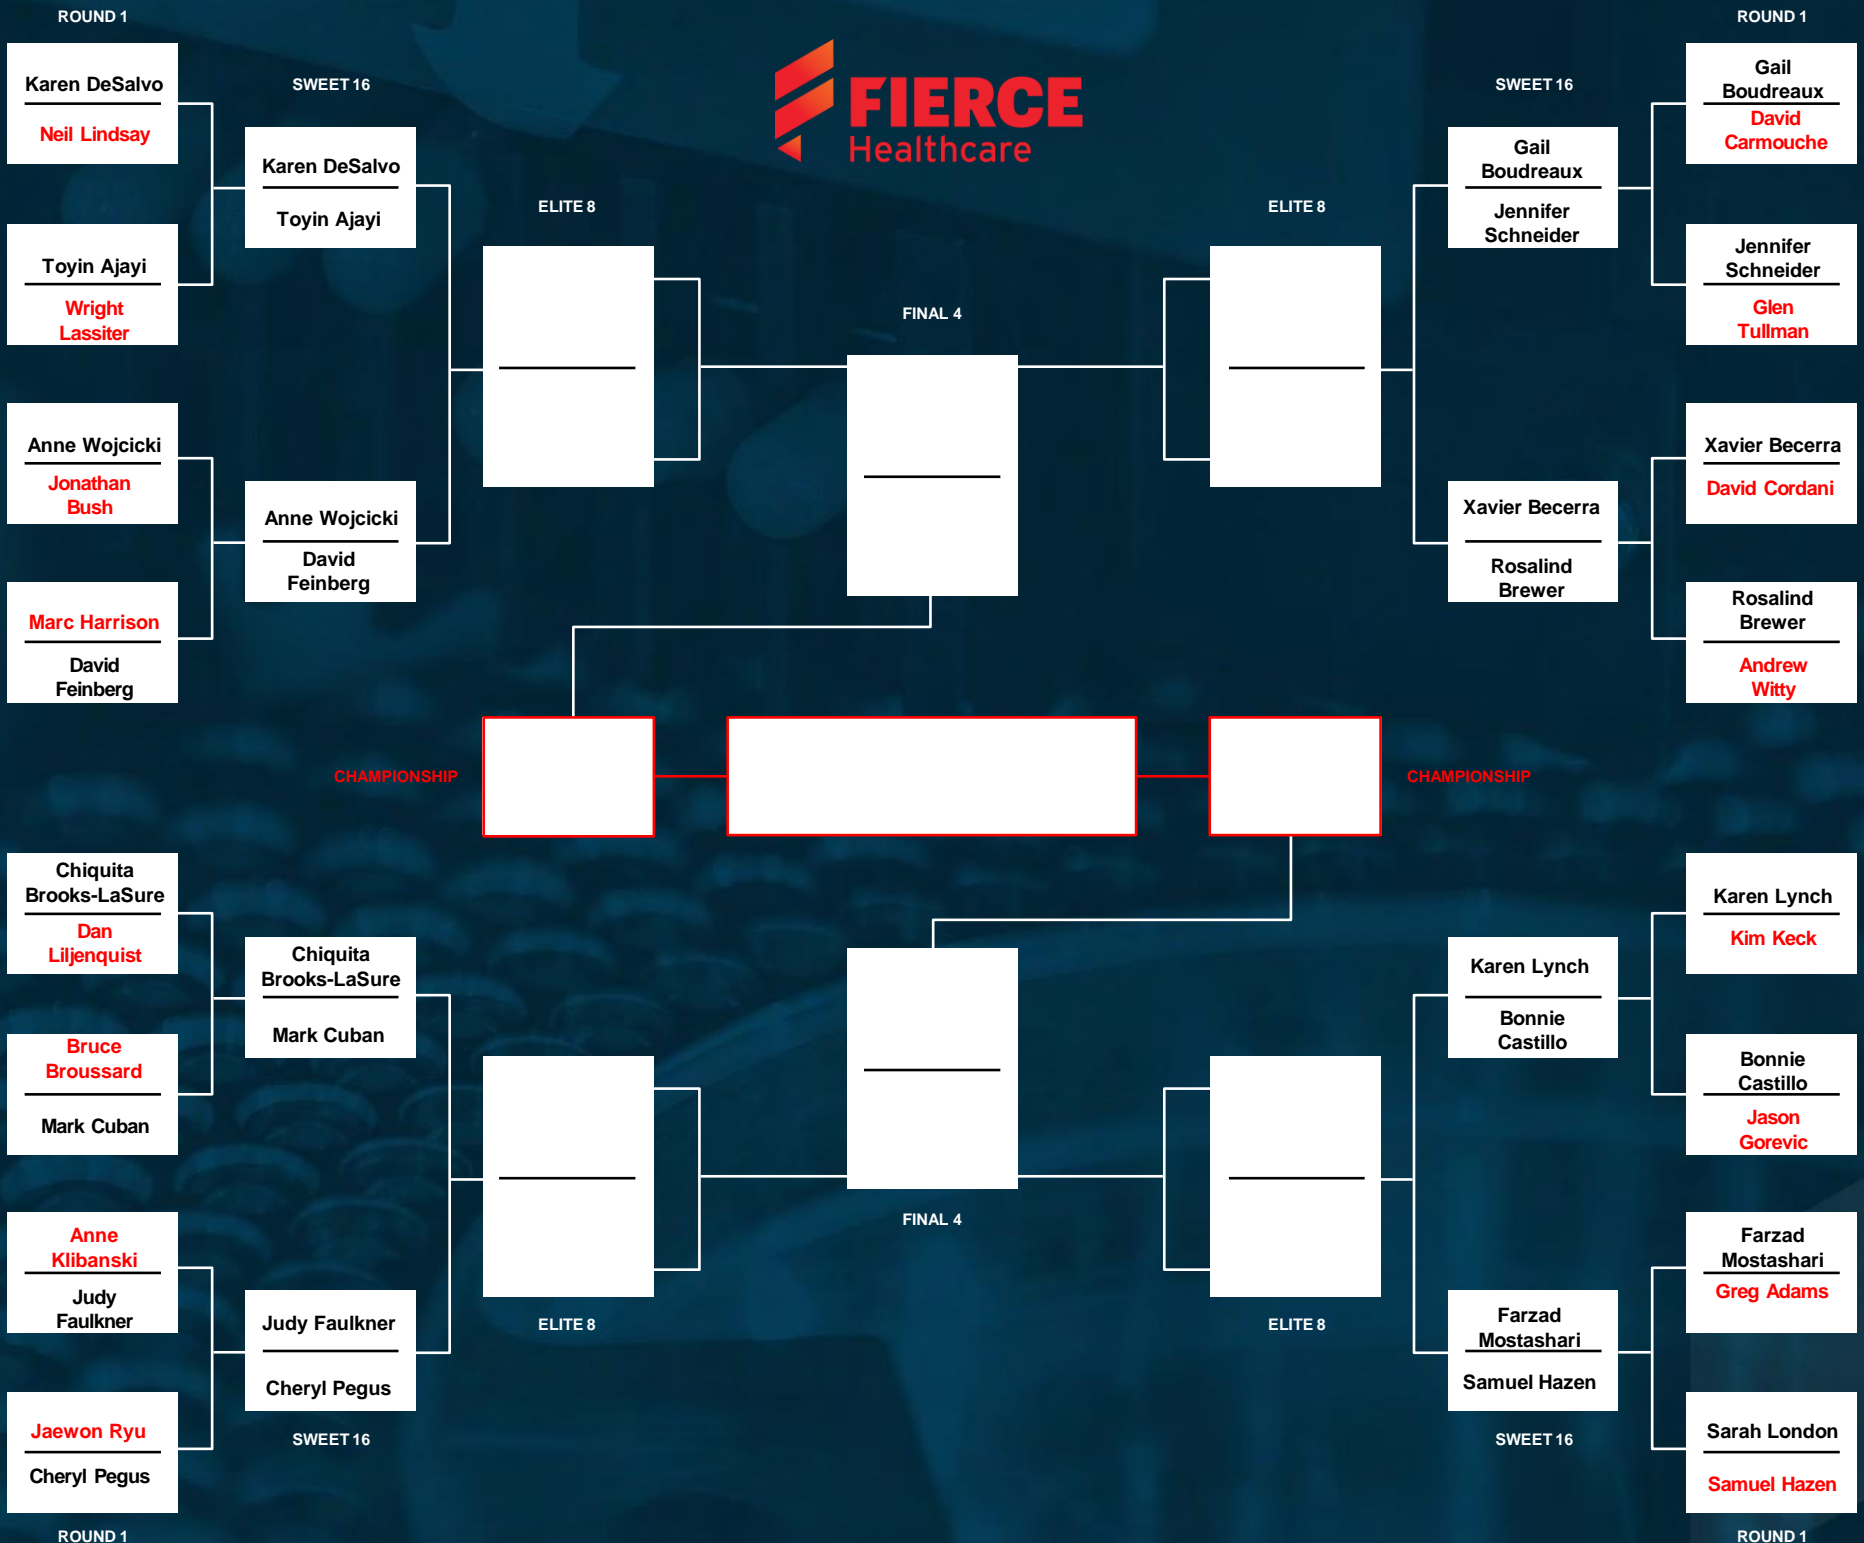 ROUND 1
ROUND 1
Karen DeSalvo
Neil Lindsay
Toyin Ajayi
Wright
Lassiter
Anne Wojcicki
Jonathan
Bush
Marc Harrison
David
Feinberg
SWEET 16
Karen DeSalvo
Toyin Ajayi
Anne Wojcicki
David
Feinberg
ELITE 8
FIERCE
Healthcare
FINAL 4
ELITE 8
SWEET 16
Gail
Boudreaux
Jennifer
Schneider
Xavier Becerra
Rosalind
Brewer
Gail
Boudreaux
David
Carmouche
Jennifer
Schneider
Glen
Tullman
Xavier Becerra
David Cordani
Rosalind
Brewer
Andrew
Witty
CHAMPIONSHIP
CHAMPIONSHIP
Chiquita
Brooks-LaSure
Dan
Liljenquist
Bruce
Broussard
Mark Cuban
Anne
Klibanski
Judy
Faulkner
Jaewon Ryu
Cheryl Pegus
Chiquita
Brooks-LaSure
Mark Cuban
Judy Faulkner
Cheryl Pegus
SWEET 16
ELITE 8
FINAL 4
ELITE 8
Karen Lynch
Bonnie
Castillo
Farzad
Mostashari
Samuel Hazen
SWEET 16
Karen Lynch
Kim Keck
Bonnie
Castillo
Jason
Gorevic
Farzad
Mostashari
Greg Adams
Sarah London
Samuel Hazen
ROUND 1
ROUND 1